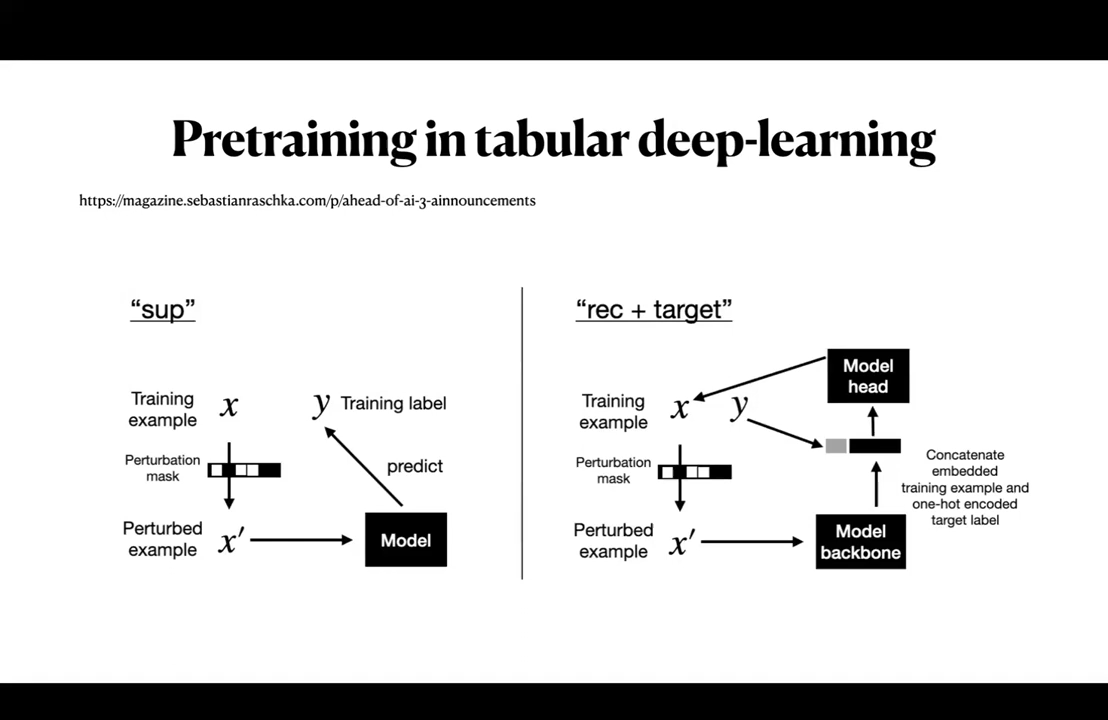 Pretraining in tabular deep-learning
https://magazine.sebastianraschka.com/p/ahead-of-ai-3-ainnouncements
“sup”
Training
example
x
y
Training label
Perturbation
mask
predict
Perturbed
example
x′
Model
“rec + target”
Model
head
Training
example
x
y
Perturbation
mask
Concatenate
embedded
training example and
one-hot encoded
target label
Perturbed
example
x′
Model
backbone